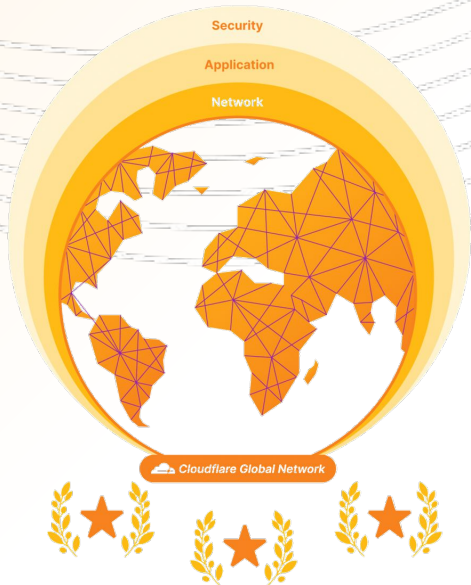 Security
Application
Network
Cloudflare Global Network